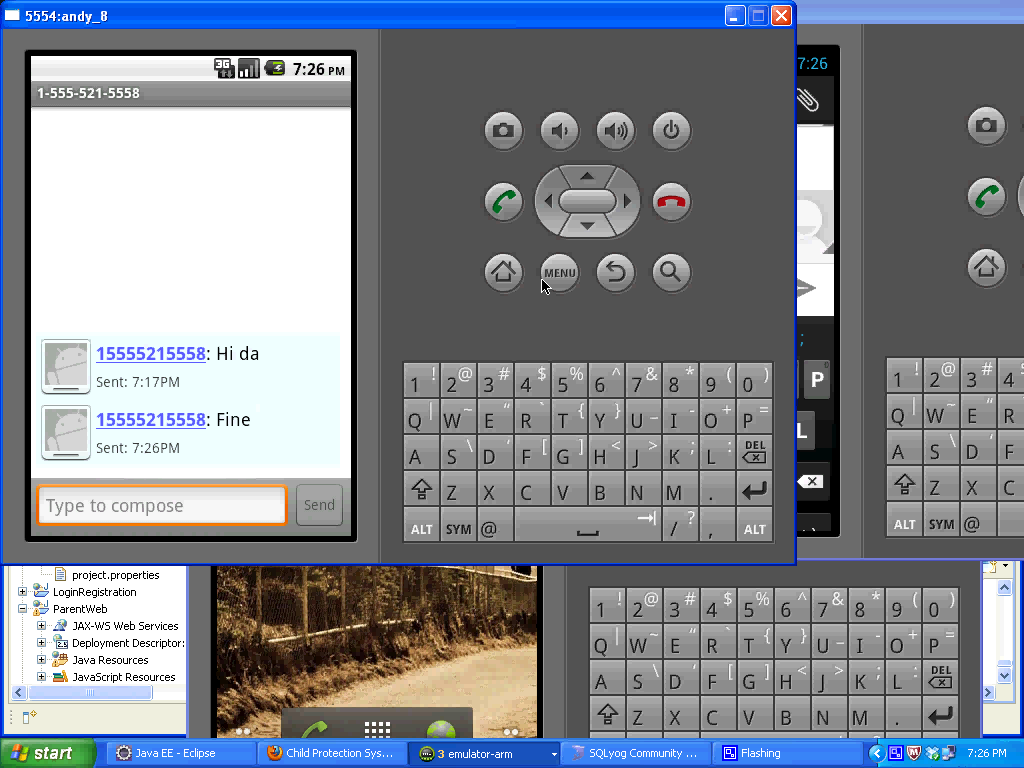 5554:andy_8
3G 7:26 PM
1-555-521-5558
15555215558: Hi da
Sent: 7:17PM
15555215558: Fine
Sent: 7:26PM
Type to compose
Send
MENU
1 ! 2 @ 3 # 4 $ 5 % 6 ^ 7 & 8 * 9 ( 0 )
Q | W ~ E “ R ` T { Y } U _ I - O + P =
A S \ D ‘ F [ G ] H < J > K ; L : DEL
Z X C V B N M .
ALT SYM @ / ? , ALT
7:26
;
P
L
1 ! 2 @ 3 # 4
Q | W ~ E “ R
A S \ D ‘ F
Z X C
ALT SYM @
project.properties
LoginRegistration
ParentWeb
JAX-WS Web Services
Deployment Descriptor:
Java Resources
JavaScript Resources
1 ! 2 @ 3 # 4 $ 5 % 6 ^ 7 & 8 * 9 ( 0 )
Q | W ~ E “ R ` T { Y } U _ I - O + P =
A S \ D ‘ F [ G ] H < J > K ; L : DEL
Z X C V B N M .
start
Java EE - Eclipse
Child Protection Sys...
3 emulator-arm
SQLyog Community ...
Flashing
7:26 PM